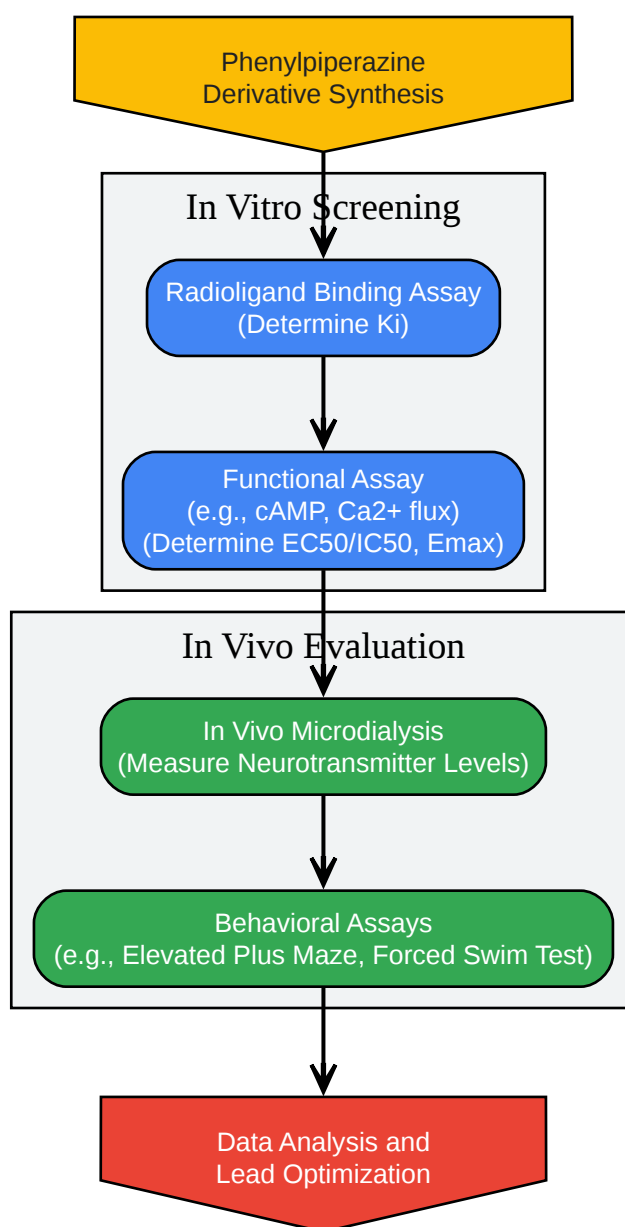 Phenylpiperazine
Derivative Synthesis
In Vitro Screening
Radioligand Binding Assay
(Determine Ki)
Functional Assay
(e.g., cAMP, Ca2+ flux)
(Determine EC50/IC50, Emax)
In Vivo Evaluation
In Vivo Microdialysis
(Measure Neurotransmitter Levels)
Behavioral Assays
(e.g., Elevated Plus Maze, Forced Swim Test)
Data Analysis and
Lead Optimization